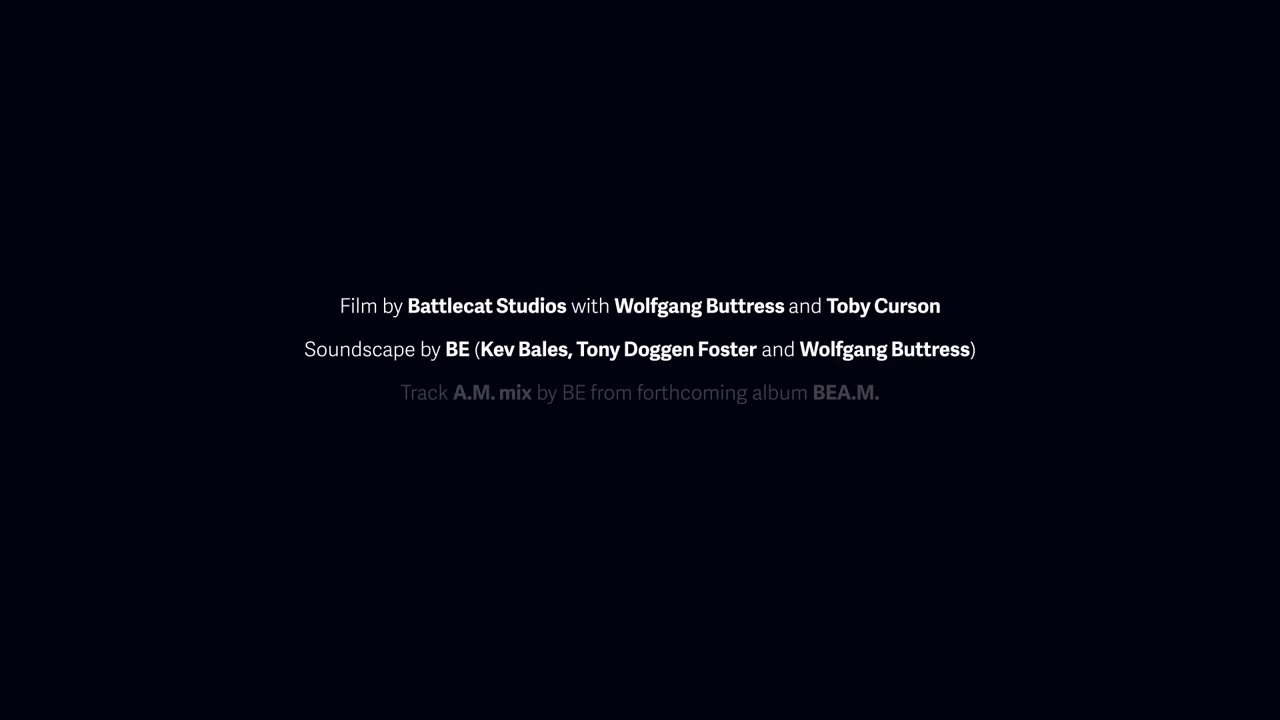 Film by Battlecat Studios with Wolfgang Buttress and Toby Curson
Soundscape by BE (Kev Bales, Tony Doggen Foster and Wolfgang Buttress)
Track A.M. mix by BE from forthcoming album BEA.M.